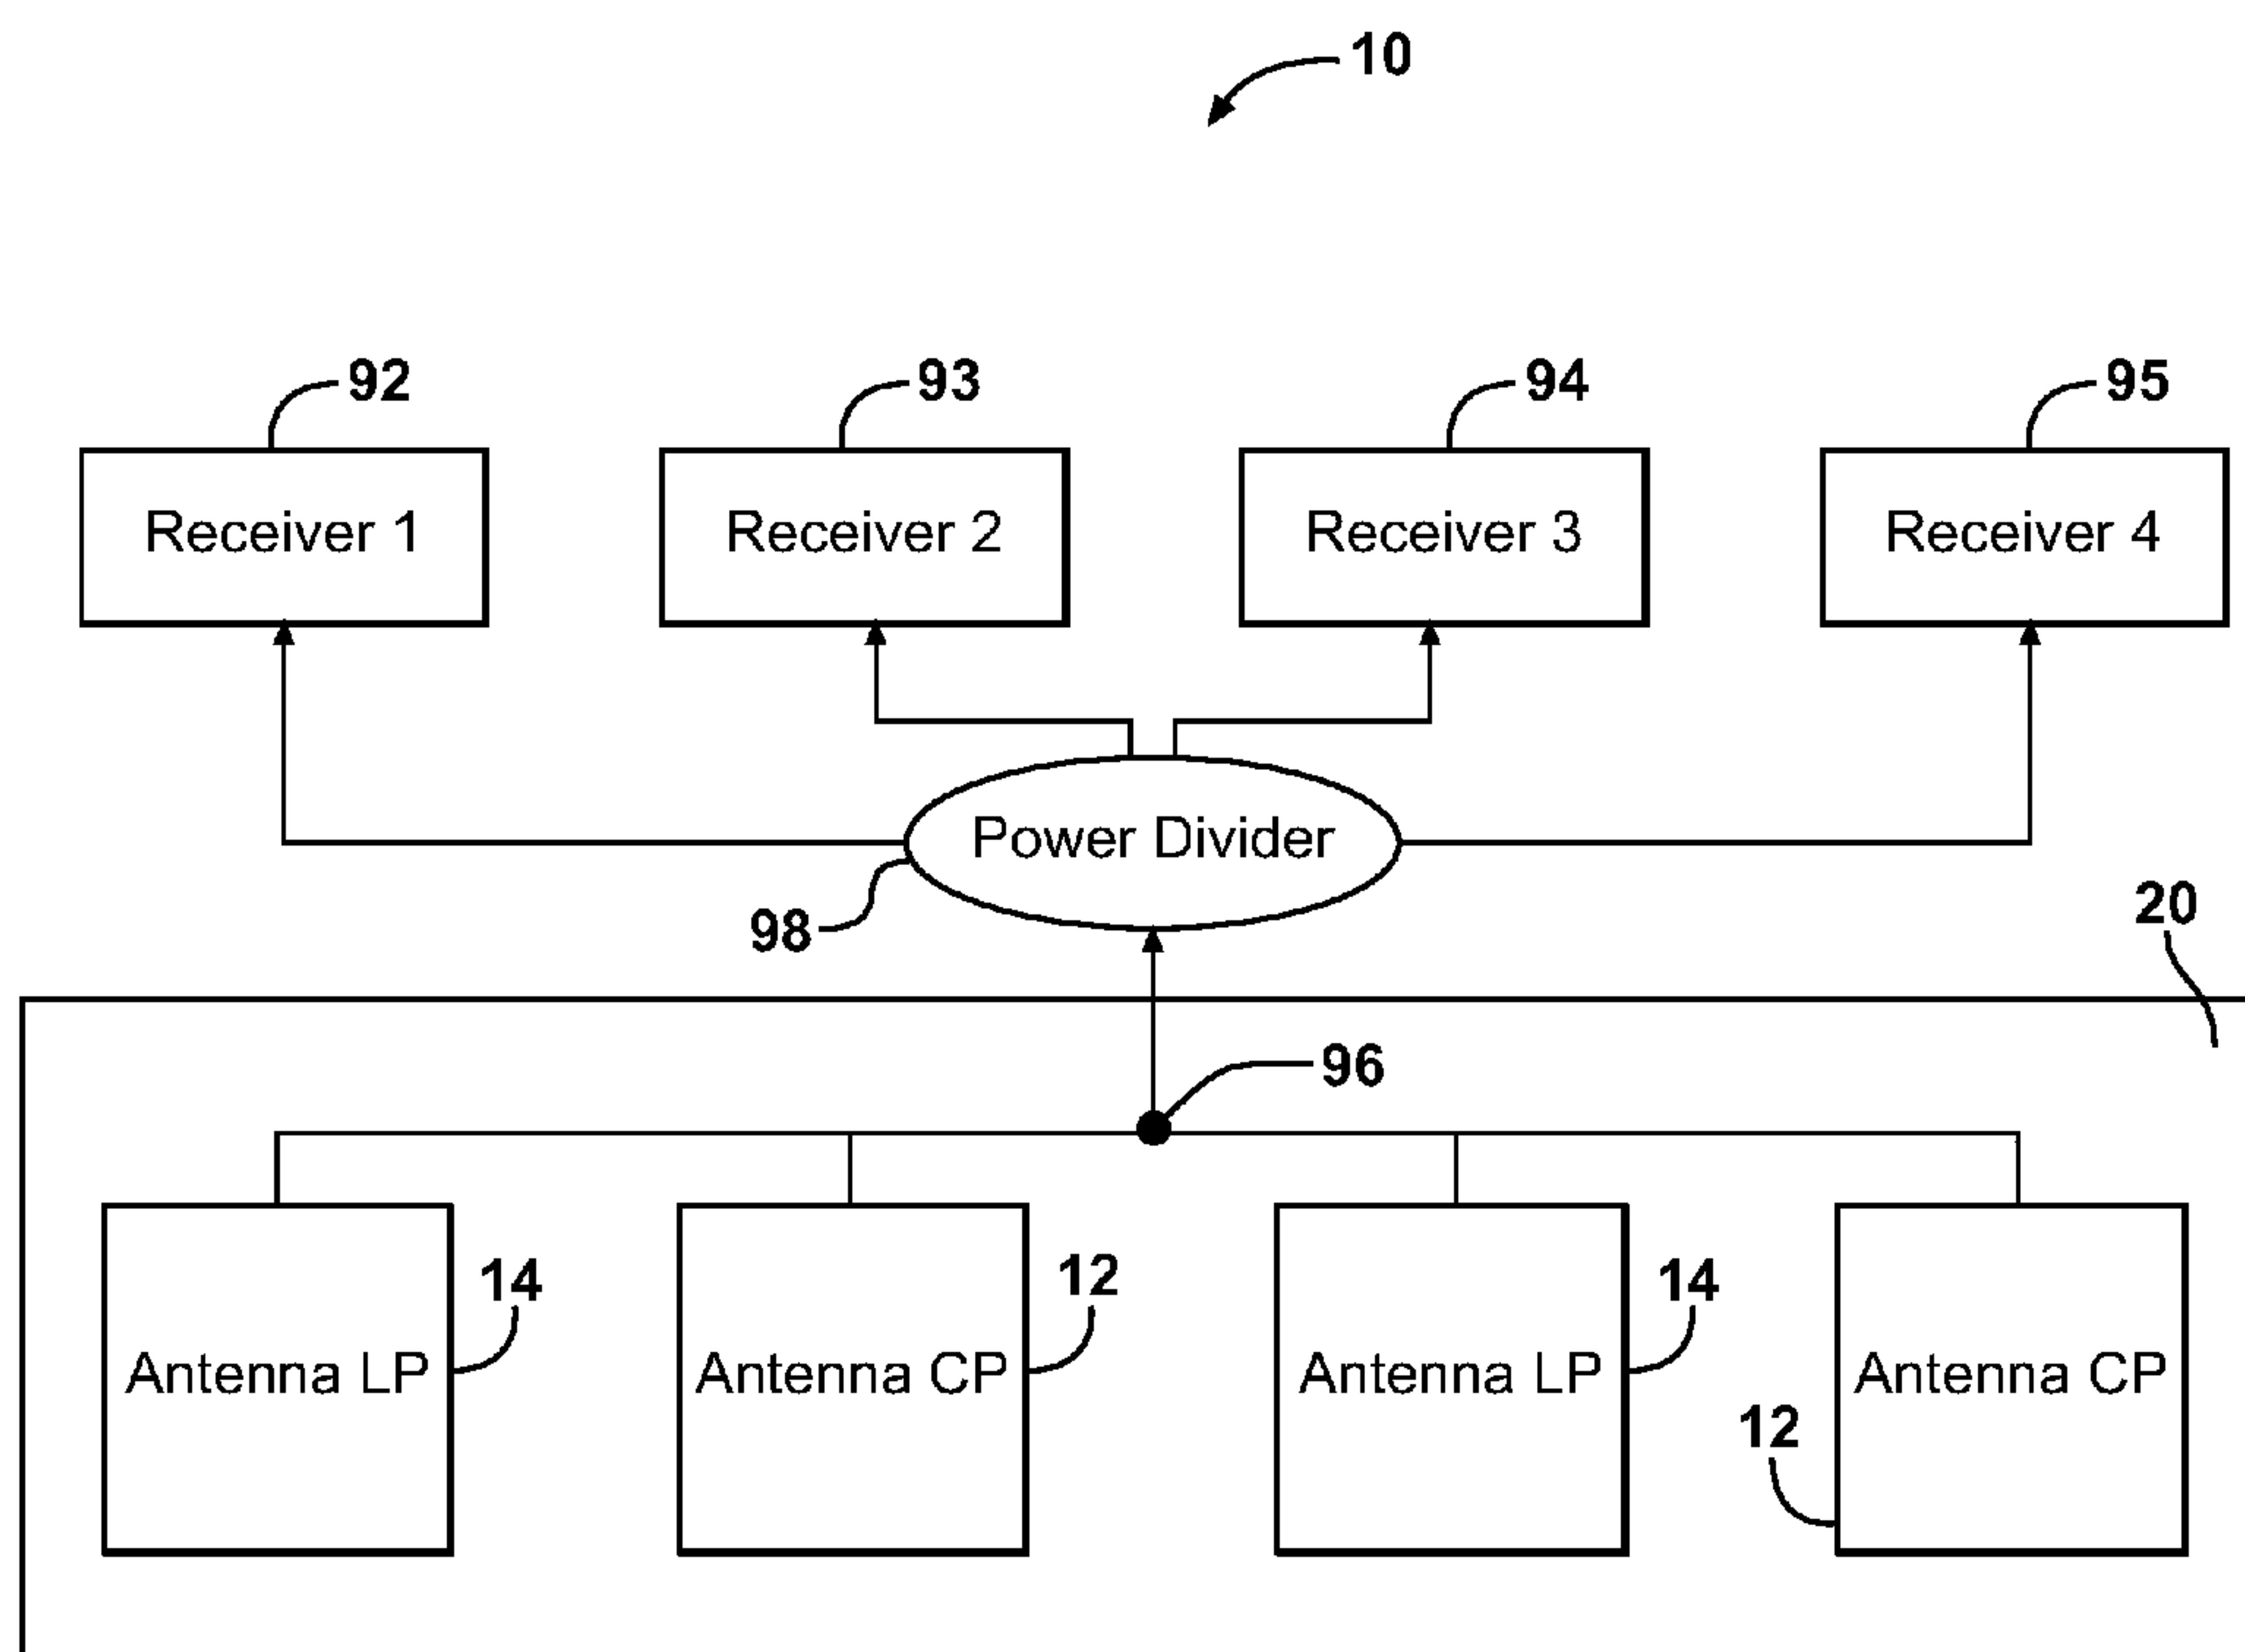 10
92
93
94
95
Receiver 1
Receiver 2
Receiver 3
Receiver 4
Power Divider
98
20
96
14
12
14
Antenna LP
Antenna CP
Antenna LP
Antenna CP
12